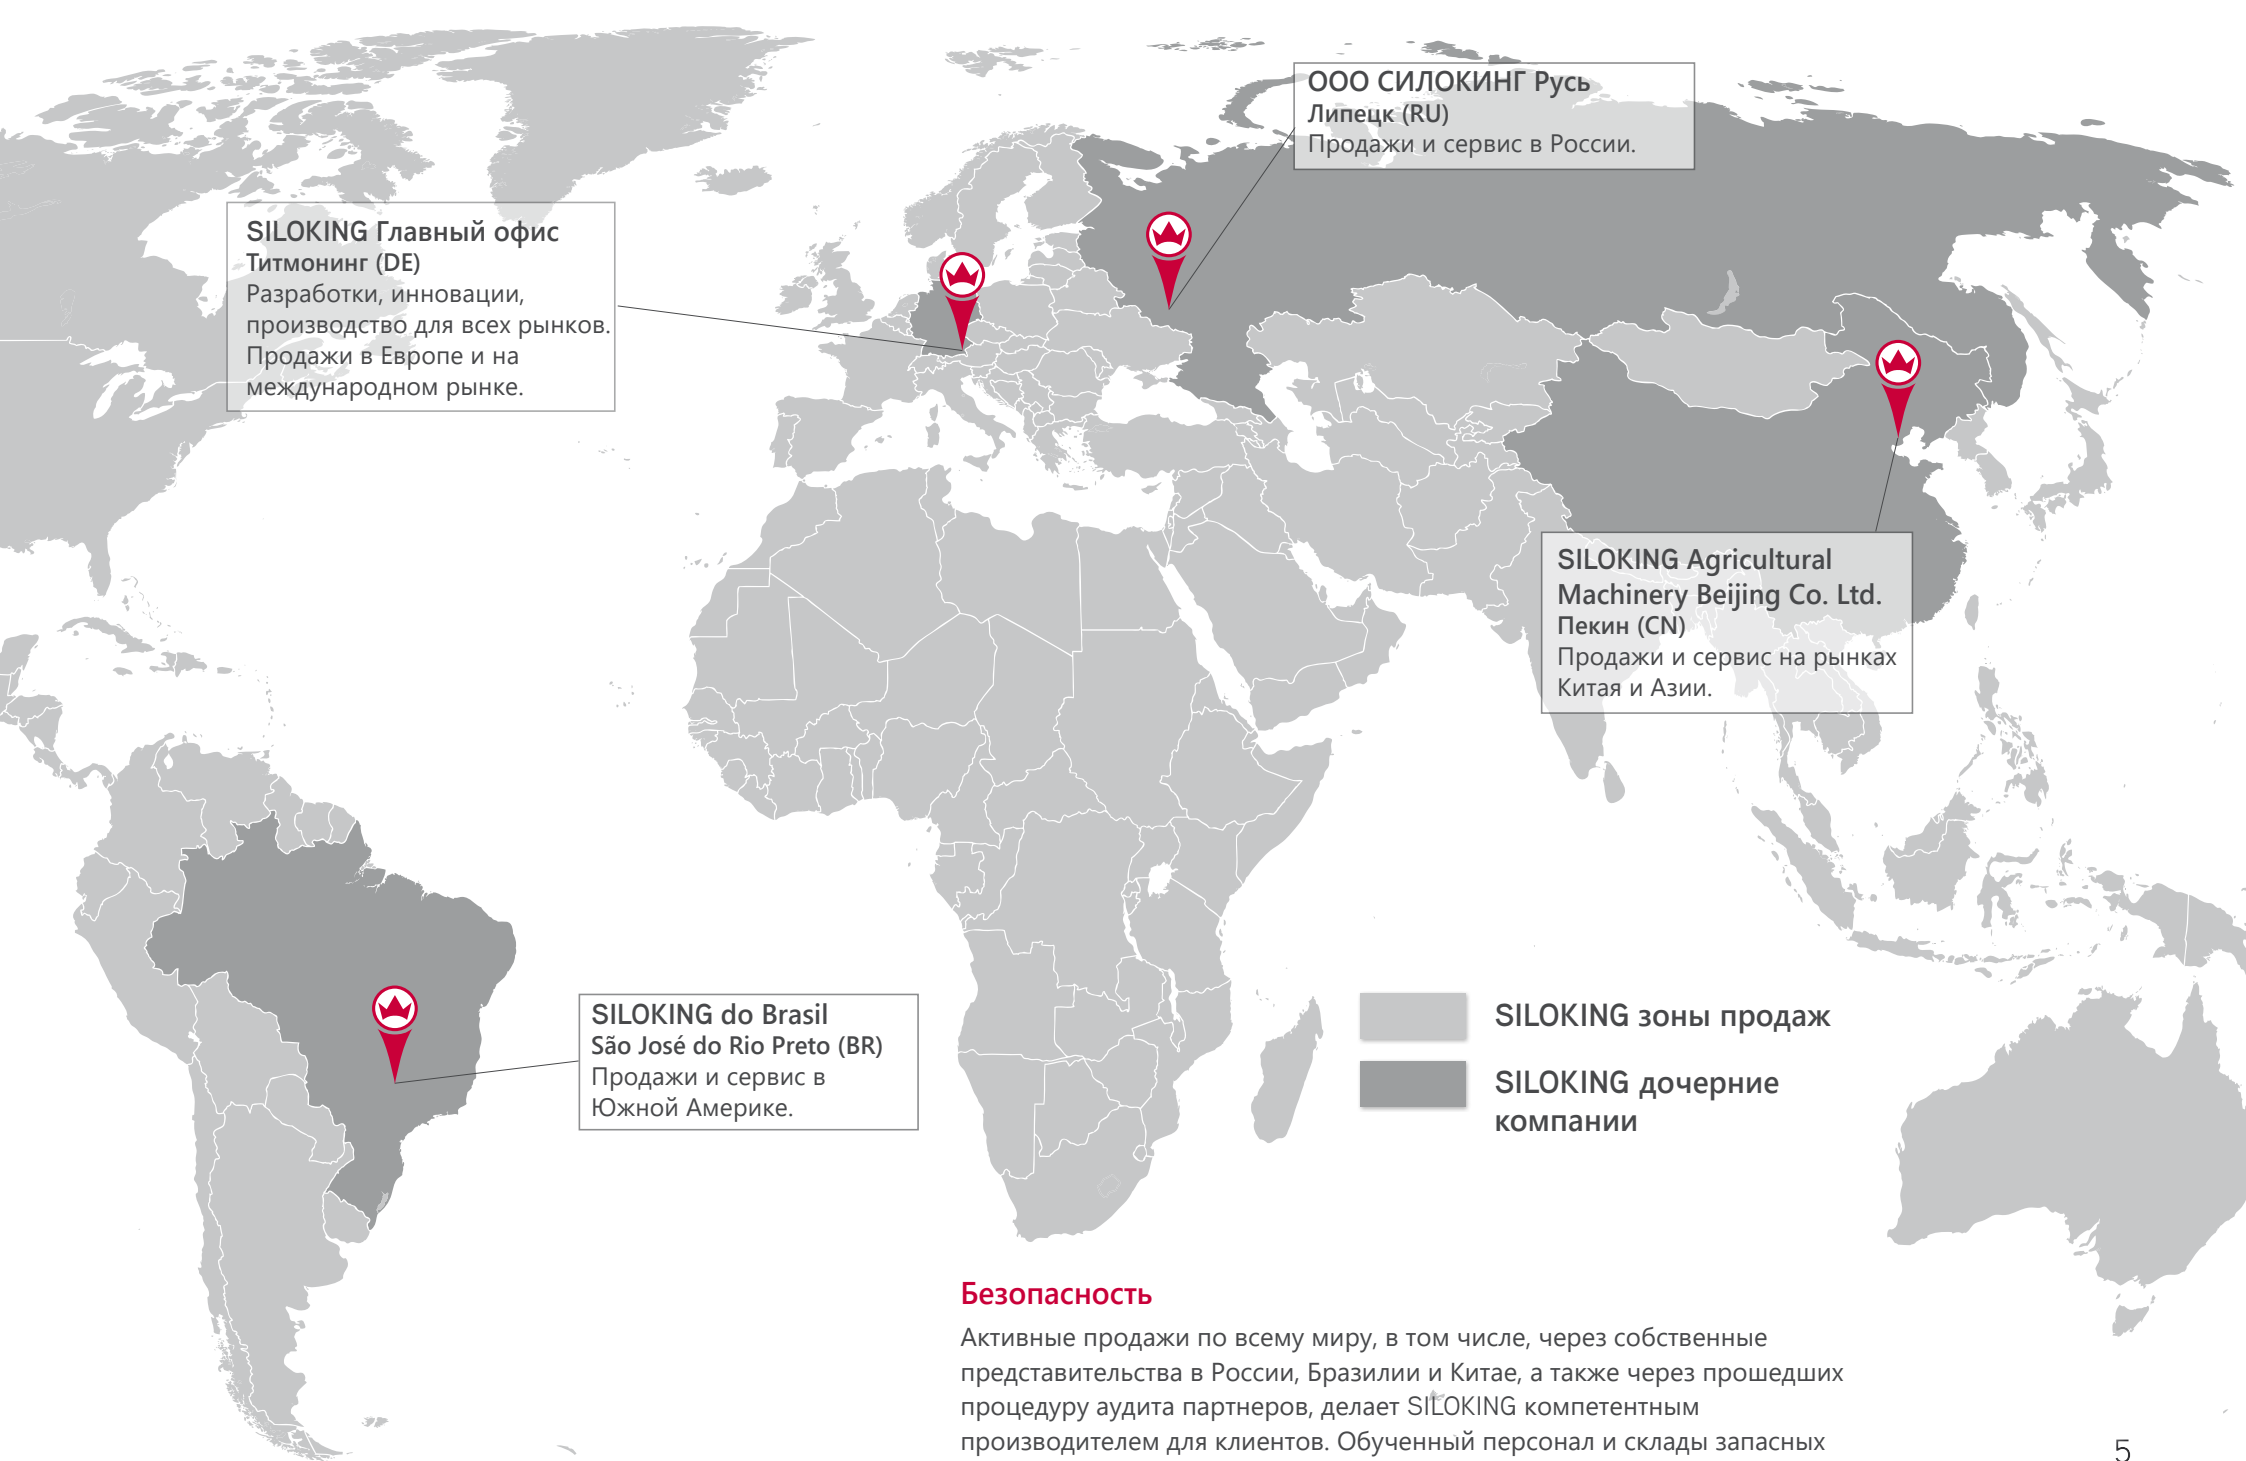 ООО СИЛОКИНГ Русь
Липецк (RU)
Продажи и сервис в России.
SILOKING Главный офис
Титмонинг (DE)
Разработки, инновации,
производство для всех рынков.
Продажи в Европе и на
международном рынке.
SILOKING Agricultural
Machinery Beijing Co. Ltd.
Пекин (CN)
Продажи и сервис на рынках
Китая и Азии.
SILOKING do Brasil
São José do Rio Preto (BR)
Продажи и сервис в
Южной Америке.
SILOKING зоны продаж
SILOKING дочерние
компании
Безопасность
Активные продажи по всему миру, в том числе, через собственные
представительства в России, Бразилии и Китае, а также через прошедших
процедуру аудита партнеров, делает SILOKING компетентным
производителем для клиентов. Обученный персонал и склады запасных
5